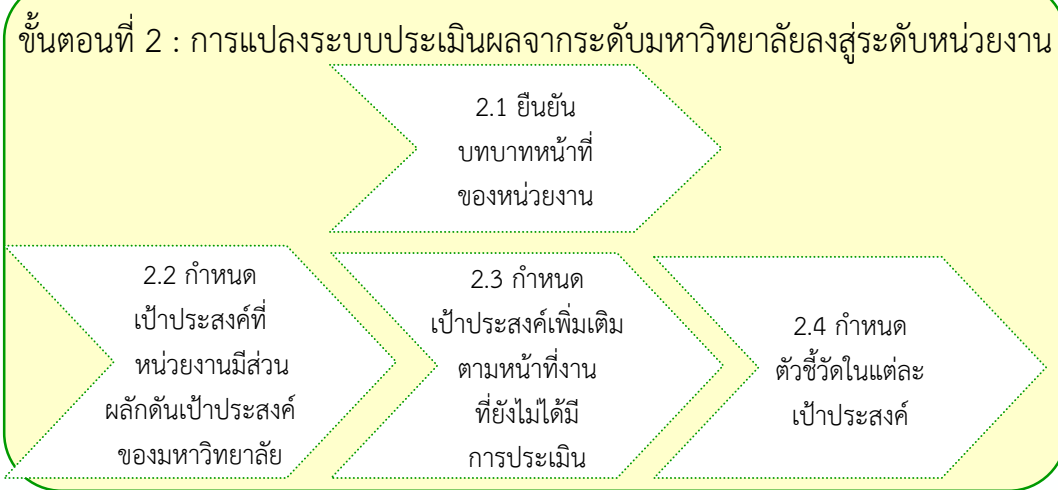 ขั้นตอนที่ 2 : การแปลงระบบประเมินผลจากระดับมหาวิทยาลัยลงสู่ระดับหน่วยงาน
2.1 ยืนยัน
บทบาทหน้าที่
ของหน่วยงาน
2.2 กำหนด
เป้าประสงค์ที่
หน่วยงานมีส่วน
ผลักดันเป้าประสงค์
ของมหาวิทยาลัย
2.3 กำหนด
เป้าประสงค์เพิ่มเติม
ตามหน้าที่งาน
ที่ยังไม่ได้มี
การประเมิน
2.4 กำหนด
ตัวชี้วัดในแต่ละ
เป้าประสงค์